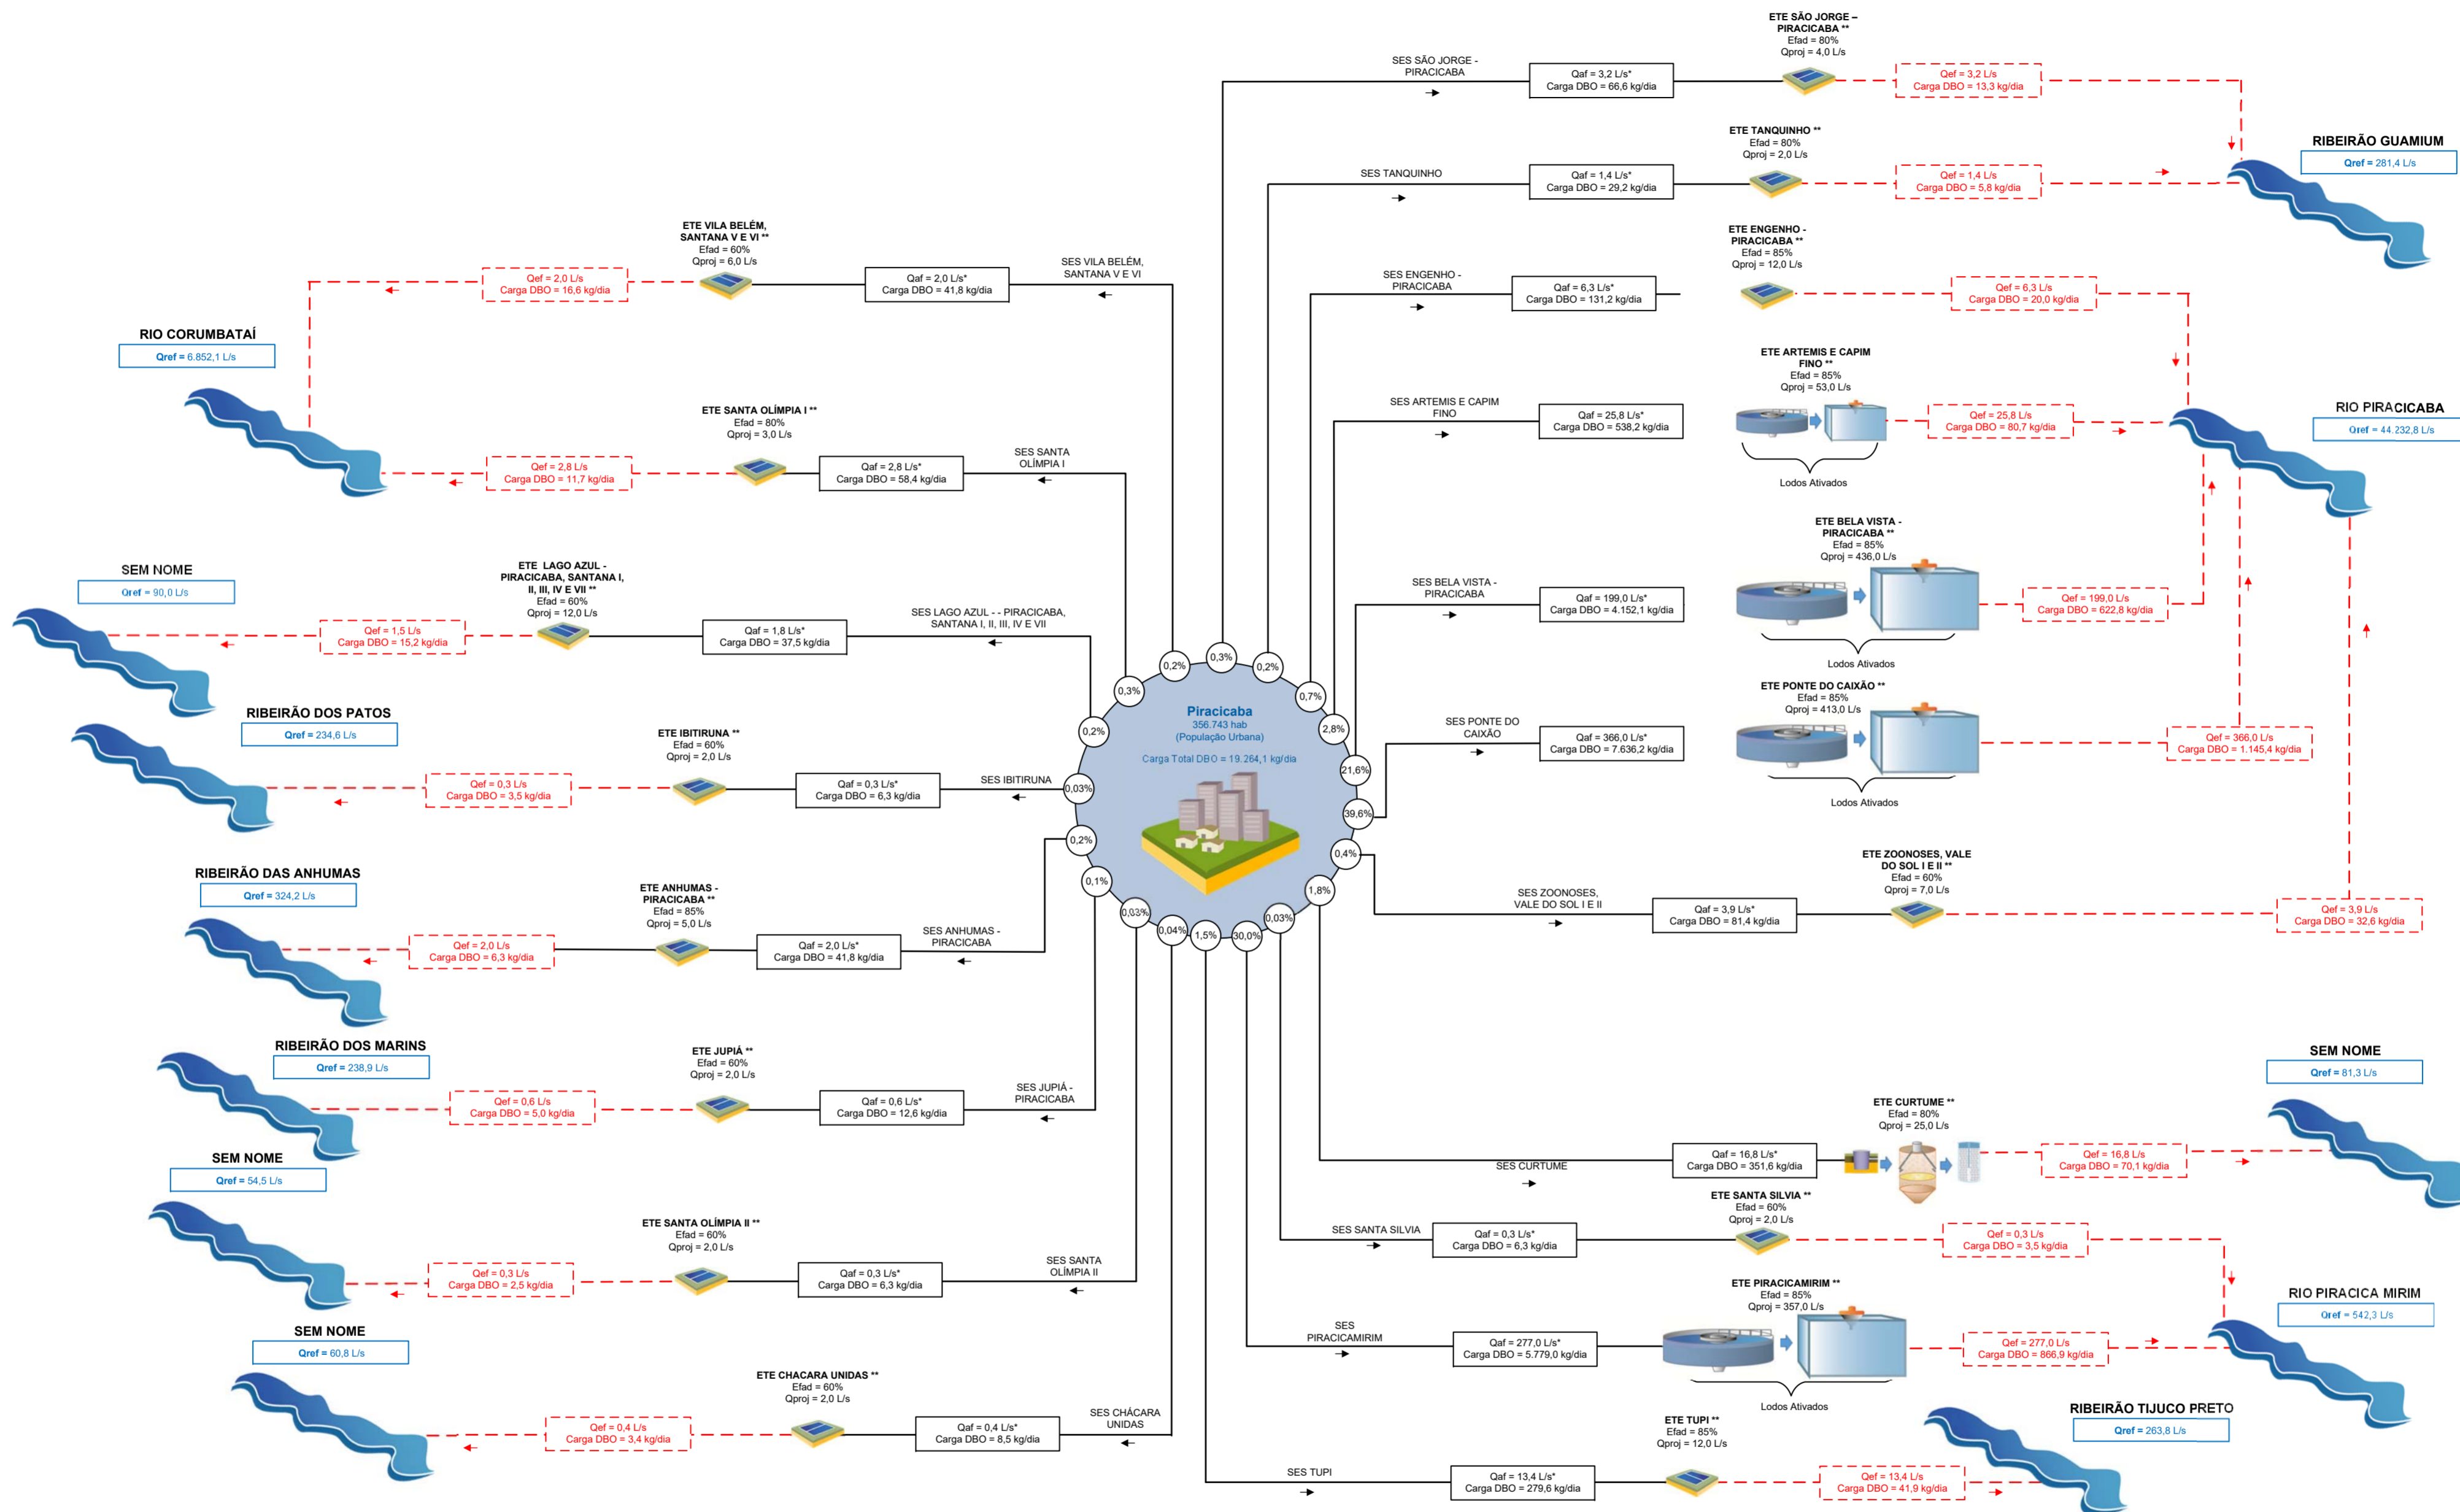 ETE SÃO JORGE –
PIRACICABA **
Efad = 80%
Qproj = 4,0 L/s
SES SÃO JORGE -
PIRACICABA
Qaf = 3,2 L/s*
Carga DBO = 66,6 kg/dia
Qef = 3,2 L/s
Carga DBO = 13,3 kg/dia
RIBEIRÃO GUAMIUM
Qref = 281,4 L/s
ETE TANQUINHO **
Efad = 80%
Qproj = 2,0 L/s
SES TANQUINHO
Qaf = 1,4 L/s*
Carga DBO = 29,2 kg/dia
Qef = 1,4 L/s
Carga DBO = 5,8 kg/dia
ETE ENGENHO -
PIRACICABA **
Efad = 85%
Qproj = 12,0 L/s
SES ENGENHO -
PIRACICABA
Qaf = 6,3 L/s*
Carga DBO = 131,2 kg/dia
Qef = 6,3 L/s
Carga DBO = 20,0 kg/dia
ETE ARTEMIS E CAPIM
FINO **
Efad = 85%
Qproj = 53,0 L/s
SES ARTEMIS E CAPIM
FINO
Qaf = 25,8 L/s*
Carga DBO = 538,2 kg/dia
Lodos Ativados
Qef = 25,8 L/s
Carga DBO = 80,7 kg/dia
RIO PIRACICABA
Qref = 44.232,8 L/s
ETE BELA VISTA -
PIRACICABA **
Efad = 85%
Qproj = 436,0 L/s
SES BELA VISTA -
PIRACICABA
Qaf = 199,0 L/s*
Carga DBO = 4.152,1 kg/dia
Lodos Ativados
Qef = 199,0 L/s
Carga DBO = 622,8 kg/dia
ETE PONTE DO CAIXÃO **
Efad = 85%
Qproj = 413,0 L/s
SES PONTE DO
CAIXÃO
Qaf = 366,0 L/s*
Carga DBO = 7.636,2 kg/dia
Lodos Ativados
Qef = 366,0 L/s
Carga DBO = 1.145,4 kg/dia
ETE ZOONOSES, VALE
DO SOL I E II **
Efad = 60%
Qproj = 7,0 L/s
SES ZOONOSES,
VALE DO SOL I E II
Qaf = 3,9 L/s*
Carga DBO = 81,4 kg/dia
Qef = 3,9 L/s
Carga DBO = 32,6 kg/dia
ETE VILA BELÉM,
SANTANA V E VI **
Efad = 60%
Qproj = 6,0 L/s
SES VILA BELÉM,
SANTANA V E VI
Qaf = 2,0 L/s*
Carga DBO = 41,8 kg/dia
Qef = 2,0 L/s
Carga DBO = 16,6 kg/dia
RIO CORUMBATAÍ
Qref = 6.852,1 L/s
ETE SANTA OLÍMPIA I **
Efad = 80%
Qproj = 3,0 L/s
SES SANTA
OLÍMPIA I
Qaf = 2,8 L/s*
Carga DBO = 58,4 kg/dia
Qef = 2,8 L/s
Carga DBO = 11,7 kg/dia
SEM NOME
Qref = 90,0 L/s
ETE LAGO AZUL -
PIRACICABA, SANTANA I,
II, III, IV E VII **
Efad = 60%
Qproj = 12,0 L/s
SES LAGO AZUL - - PIRACICABA,
SANTANA I, II, III, IV E VII
Qaf = 1,8 L/s*
Carga DBO = 37,5 kg/dia
Qef = 1,5 L/s
Carga DBO = 15,2 kg/dia
RIBEIRÃO DOS PATOS
Qref = 234,6 L/s
ETE IBITIRUNA **
Efad = 60%
Qproj = 2,0 L/s
SES IBITIRUNA
Qaf = 0,3 L/s*
Carga DBO = 6,3 kg/dia
Qef = 0,3 L/s
Carga DBO = 3,5 kg/dia
0,2%
0,3%
0,2%
0,3%
0,7%
0,2%
2,8%
0,03%
21,6%
39,6%
0,2%
0,4%
0,1%
1,8%
0,03%
0,03%
0,04%
1,5%
30,0%
Piracicaba
356.743 hab
(População Urbana)
Carga Total DBO = 19.264,1 kg/dia
RIBEIRÃO DAS ANHUMAS
Qref = 324,2 L/s
ETE ANHUMAS -
PIRACICABA **
Efad = 85%
Qproj = 5,0 L/s
SES ANHUMAS -
PIRACICABA
Qaf = 2,0 L/s*
Carga DBO = 41,8 kg/dia
Qef = 2,0 L/s
Carga DBO = 6,3 kg/dia
RIBEIRÃO DOS MARINS
Qref = 238,9 L/s
ETE JUPIÁ **
Efad = 60%
Qproj = 2,0 L/s
SES JUPIÁ -
PIRACICABA
Qaf = 0,6 L/s*
Carga DBO = 12,6 kg/dia
Qef = 0,6 L/s
Carga DBO = 5,0 kg/dia
SEM NOME
Qref = 54,5 L/s
ETE SANTA OLÍMPIA II **
Efad = 60%
Qproj = 2,0 L/s
SES SANTA
OLÍMPIA II
Qaf = 0,3 L/s*
Carga DBO = 6,3 kg/dia
Qef = 0,3 L/s
Carga DBO = 2,5 kg/dia
SEM NOME
Qref = 60,8 L/s
ETE CHACARA UNIDAS **
Efad = 60%
Qproj = 2,0 L/s
SES CHÁCARA
UNIDAS
Qaf = 0,4 L/s*
Carga DBO = 8,5 kg/dia
Qef = 0,4 L/s
Carga DBO = 3,4 kg/dia
SEM NOME
Qref = 81,3 L/s
ETE CURTUME **
Efad = 80%
Qproj = 25,0 L/s
SES CURTUME
Qaf = 16,8 L/s*
Carga DBO = 351,6 kg/dia
Qef = 16,8 L/s
Carga DBO = 70,1 kg/dia
ETE SANTA SILVIA **
Efad = 60%
Qproj = 2,0 L/s
SES SANTA SILVIA
Qaf = 0,3 L/s*
Carga DBO = 6,3 kg/dia
Qef = 0,3 L/s
Carga DBO = 3,5 kg/dia
ETE PIRACICAMIRIM **
Efad = 85%
Qproj = 357,0 L/s
SES
PIRACICAMIRIM
Qaf = 277,0 L/s*
Carga DBO = 5.779,0 kg/dia
Lodos Ativados
Qef = 277,0 L/s
Carga DBO = 866,9 kg/dia
RIO PIRACICA MIRIM
Qref = 542,3 L/s
ETE TUPI **
Efad = 85%
Qproj = 12,0 L/s
SES TUPI
Qaf = 13,4 L/s*
Carga DBO = 279,6 kg/dia
Qef = 13,4 L/s
Carga DBO = 41,9 kg/dia
RIBEIRÃO TIJUCO PRETO
Qref = 263,8 L/s